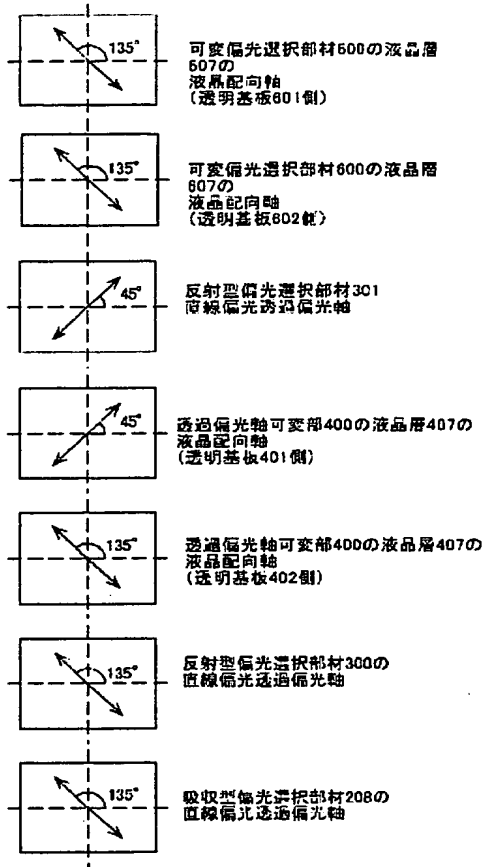 135°
可変偏光選択部材600の液晶層
607の
液晶配向軸
(透明基板601側)
135°
可変偏光選択部材600の液晶層
607の
液晶配向軸
(透明基板602側)
45°
反射型偏光選択部材301
直線偏光透過偏光軸
45°
透過偏光軸可変部400の液晶層407の
液晶配向軸
(透明基板401側)
135°
透過偏光軸可変部400の液晶層407の
液晶配向軸
(透明基板402側)
135°
反射型偏光選択部材300の
直線偏光透過偏光軸
135°
吸収型偏光選択部材208の
直線偏光透過偏光軸